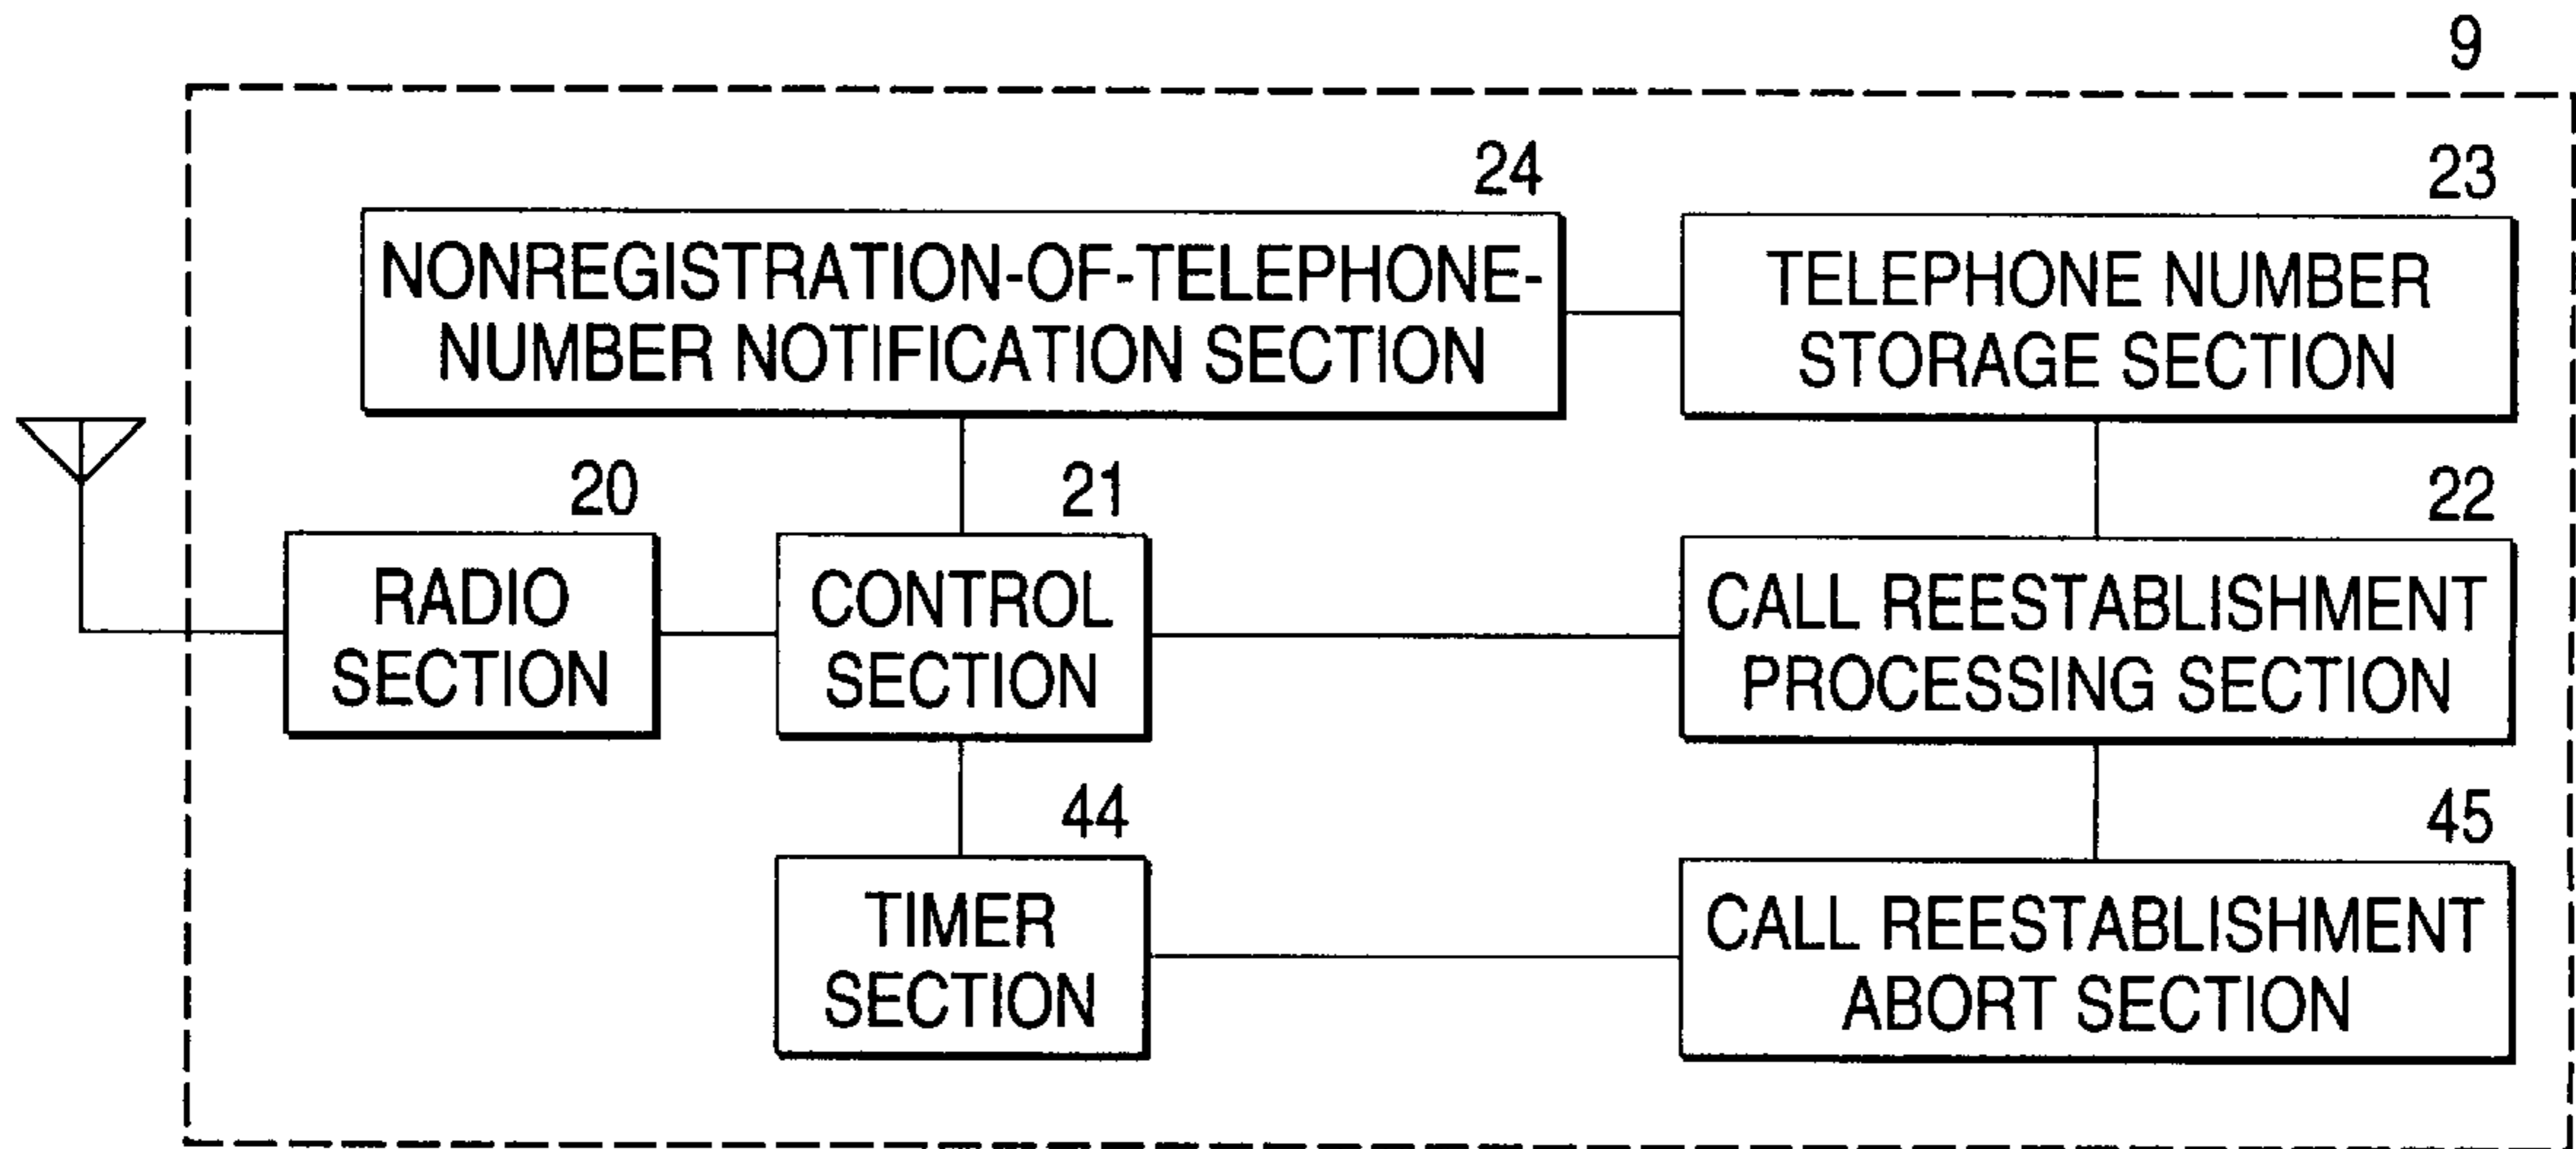 9
24
NONREGISTRATION-OF-TELEPHONE-
NUMBER NOTIFICATION SECTION
23
TELEPHONE NUMBER
STORAGE SECTION
20
RADIO
SECTION
21
CONTROL
SECTION
22
CALL REESTABLISHMENT
PROCESSING SECTION
44
TIMER
SECTION
45
CALL REESTABLISHMENT
ABORT SECTION